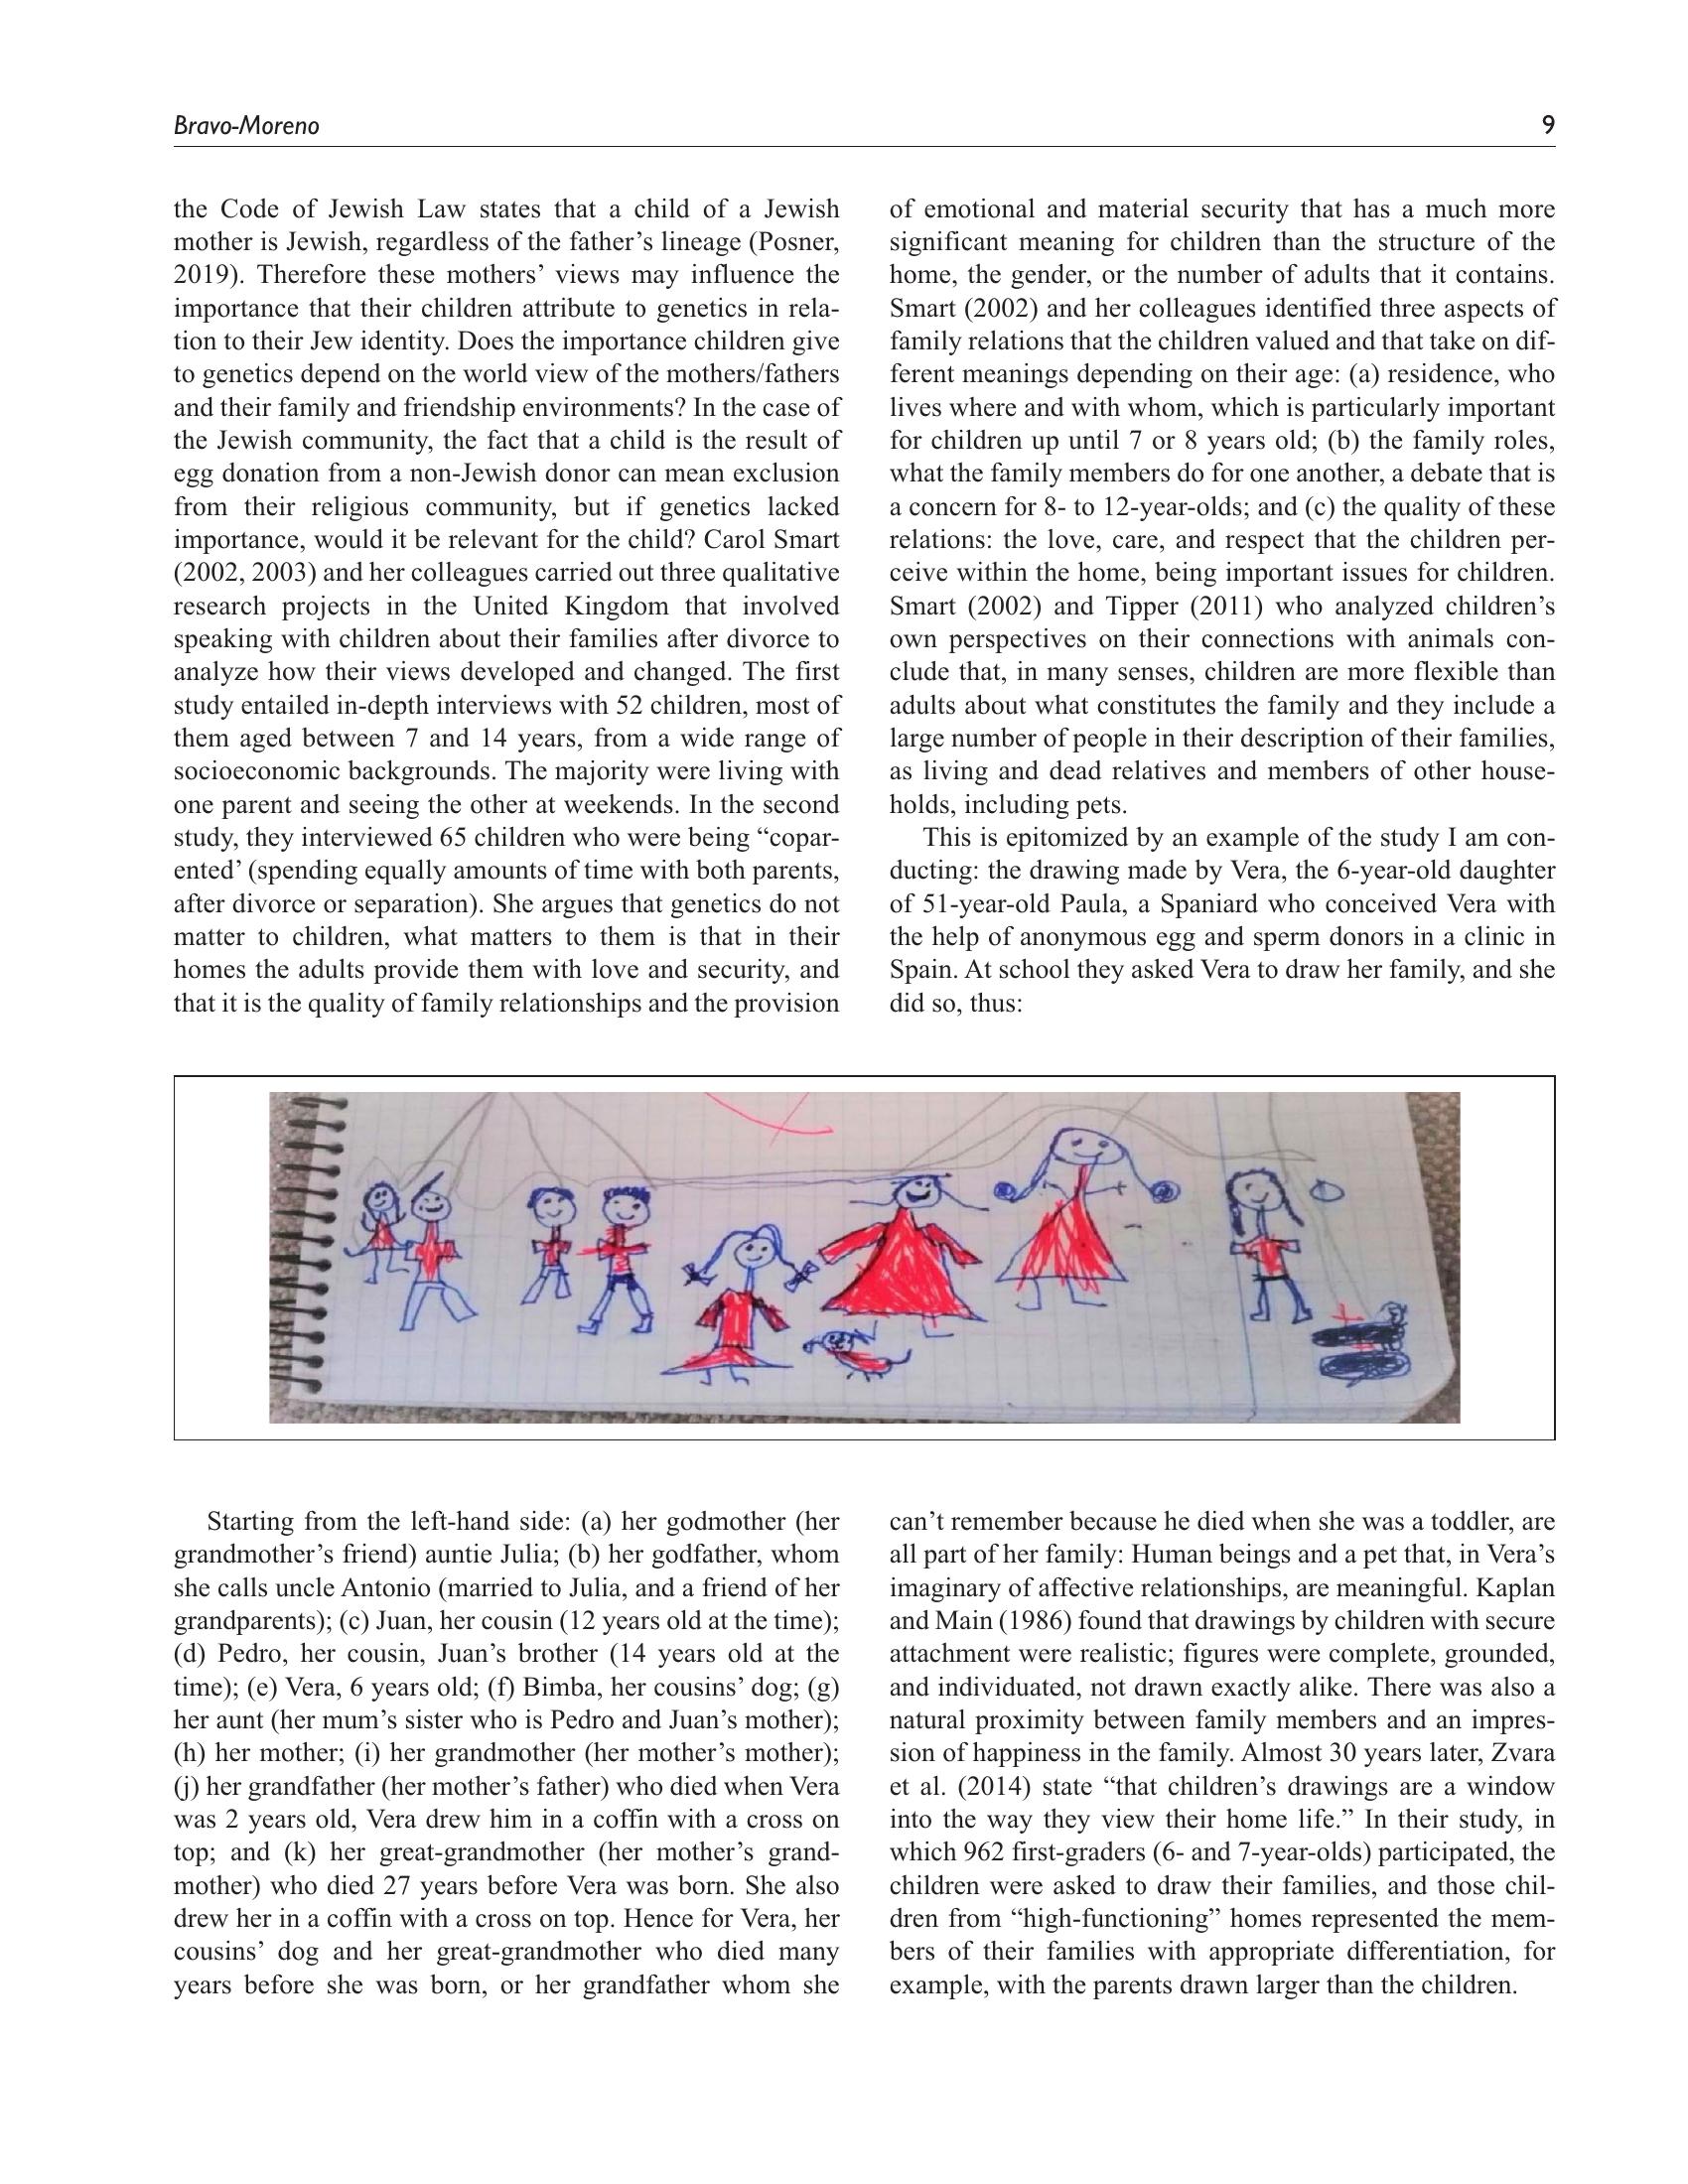 Bravo-Moreno
9
the Code of Jewish Law states that a child of a Jewish
mother is Jewish, regardless of the father’s lineage (Posner,
2019). Therefore these mothers’ views may influence the
importance that their children attribute to genetics in rela-
tion to their Jew identity. Does the importance children give
to genetics depend on the world view of the mothers/fathers
and their family and friendship environments? In the case of
the Jewish community, the fact that a child is the result of
egg donation from a non-Jewish donor can mean exclusion
from their religious community, but if genetics lacked
importance, would it be relevant for the child? Carol Smart
(2002, 2003) and her colleagues carried out three qualitative
research projects in the United Kingdom that involved
speaking with children about their families after divorce to
analyze how their views developed and changed. The first
study entailed in-depth interviews with 52 children, most of
them aged between 7 and 14 years, from a wide range of
socioeconomic backgrounds. The majority were living with
one parent and seeing the other at weekends. In the second
study, they interviewed 65 children who were being “copar-
ented’ (spending equally amounts of time with both parents,
after divorce or separation). She argues that genetics do not
matter to children, what matters to them is that in their
homes the adults provide them with love and security, and
that it is the quality of family relationships and the provision
of emotional and material security that has a much more
significant meaning for children than the structure of the
home, the gender, or the number of adults that it contains.
Smart (2002) and her colleagues identified three aspects of
family relations that the children valued and that take on dif-
ferent meanings depending on their age: (a) residence, who
lives where and with whom, which is particularly important
for children up until 7 or 8 years old; (b) the family roles,
what the family members do for one another, a debate that is
a concern for 8- to 12-year-olds; and (c) the quality of these
relations: the love, care, and respect that the children per-
ceive within the home, being important issues for children.
Smart (2002) and Tipper (2011) who analyzed children’s
own perspectives on their connections with animals con-
clude that, in many senses, children are more flexible than
adults about what constitutes the family and they include a
large number of people in their description of their families,
as living and dead relatives and members of other house-
holds, including pets.
This is epitomized by an example of the study I am con-
ducting: the drawing made by Vera, the 6-year-old daughter
of 51-year-old Paula, a Spaniard who conceived Vera with
the help of anonymous egg and sperm donors in a clinic in
Spain. At school they asked Vera to draw her family, and she
did so, thus:
Starting from the left-hand side: (a) her godmother (her
grandmother’s friend) auntie Julia; (b) her godfather, whom
she calls uncle Antonio (married to Julia, and a friend of her
grandparents); (c) Juan, her cousin (12 years old at the time);
(d) Pedro, her cousin, Juan’s brother (14 years old at the
time); (e) Vera, 6 years old; (f) Bimba, her cousins’ dog; (g)
her aunt (her mum’s sister who is Pedro and Juan’s mother);
(h) her mother; (i) her grandmother (her mother’s mother);
(j) her grandfather (her mother’s father) who died when Vera
was 2 years old, Vera drew him in a coffin with a cross on
top; and (k) her great-grandmother (her mother’s grand-
mother) who died 27 years before Vera was born. She also
drew her in a coffin with a cross on top. Hence for Vera, her
cousins’ dog and her great-grandmother who died many
years before she was born, or her grandfather whom she
can’t remember because he died when she was a toddler, are
all part of her family: Human beings and a pet that, in Vera’s
imaginary of affective relationships, are meaningful. Kaplan
and Main (1986) found that drawings by children with secure
attachment were realistic; figures were complete, grounded,
and individuated, not drawn exactly alike. There was also a
natural proximity between family members and an impres-
sion of happiness in the family. Almost 30 years later, Zvara
et al. (2014) state “that children’s drawings are a window
into the way they view their home life.” In their study, in
which 962 first-graders (6- and 7-year-olds) participated, the
children were asked to draw their families, and those chil-
dren from “high-functioning” homes represented the mem-
bers of their families with appropriate differentiation, for
example, with the parents drawn larger than the children.